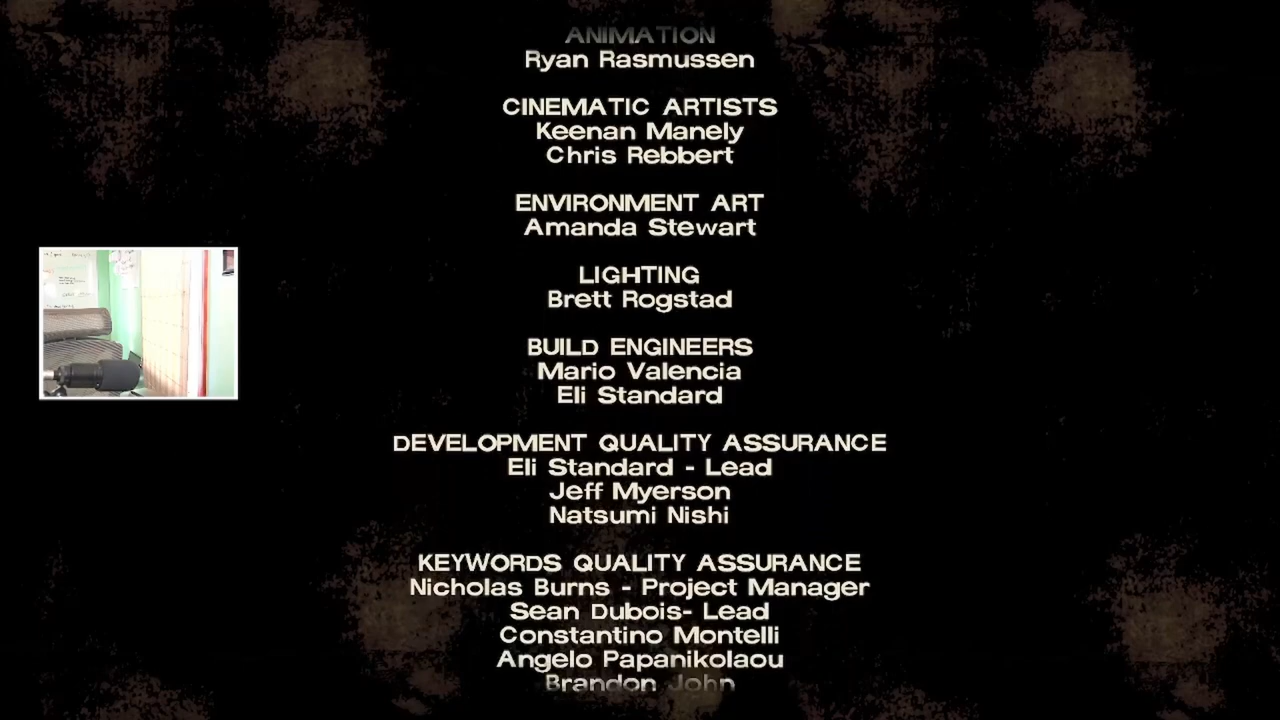 ANIMATION
Ryan Rasmussen
CINEMATIC ARTISTS
Keenan Manely
Chris Rebbert
ENVIRONMENT ART
Amanda Stewart
LIGHTING
Brett Rogstad
BUILD ENGINEERS
Mario Valencia
Eli Standard
DEVELOPMENT QUALITY ASSURANCE
Eli Standard - Lead
Jeff Myerson
Natsumi Nishi
KEYWORDS QUALITY ASSURANCE
Nicholas Burns - Project Manager
Sean Dubois- Lead
Constantino Montelli
Angelo Papanikolaou
Brandon John